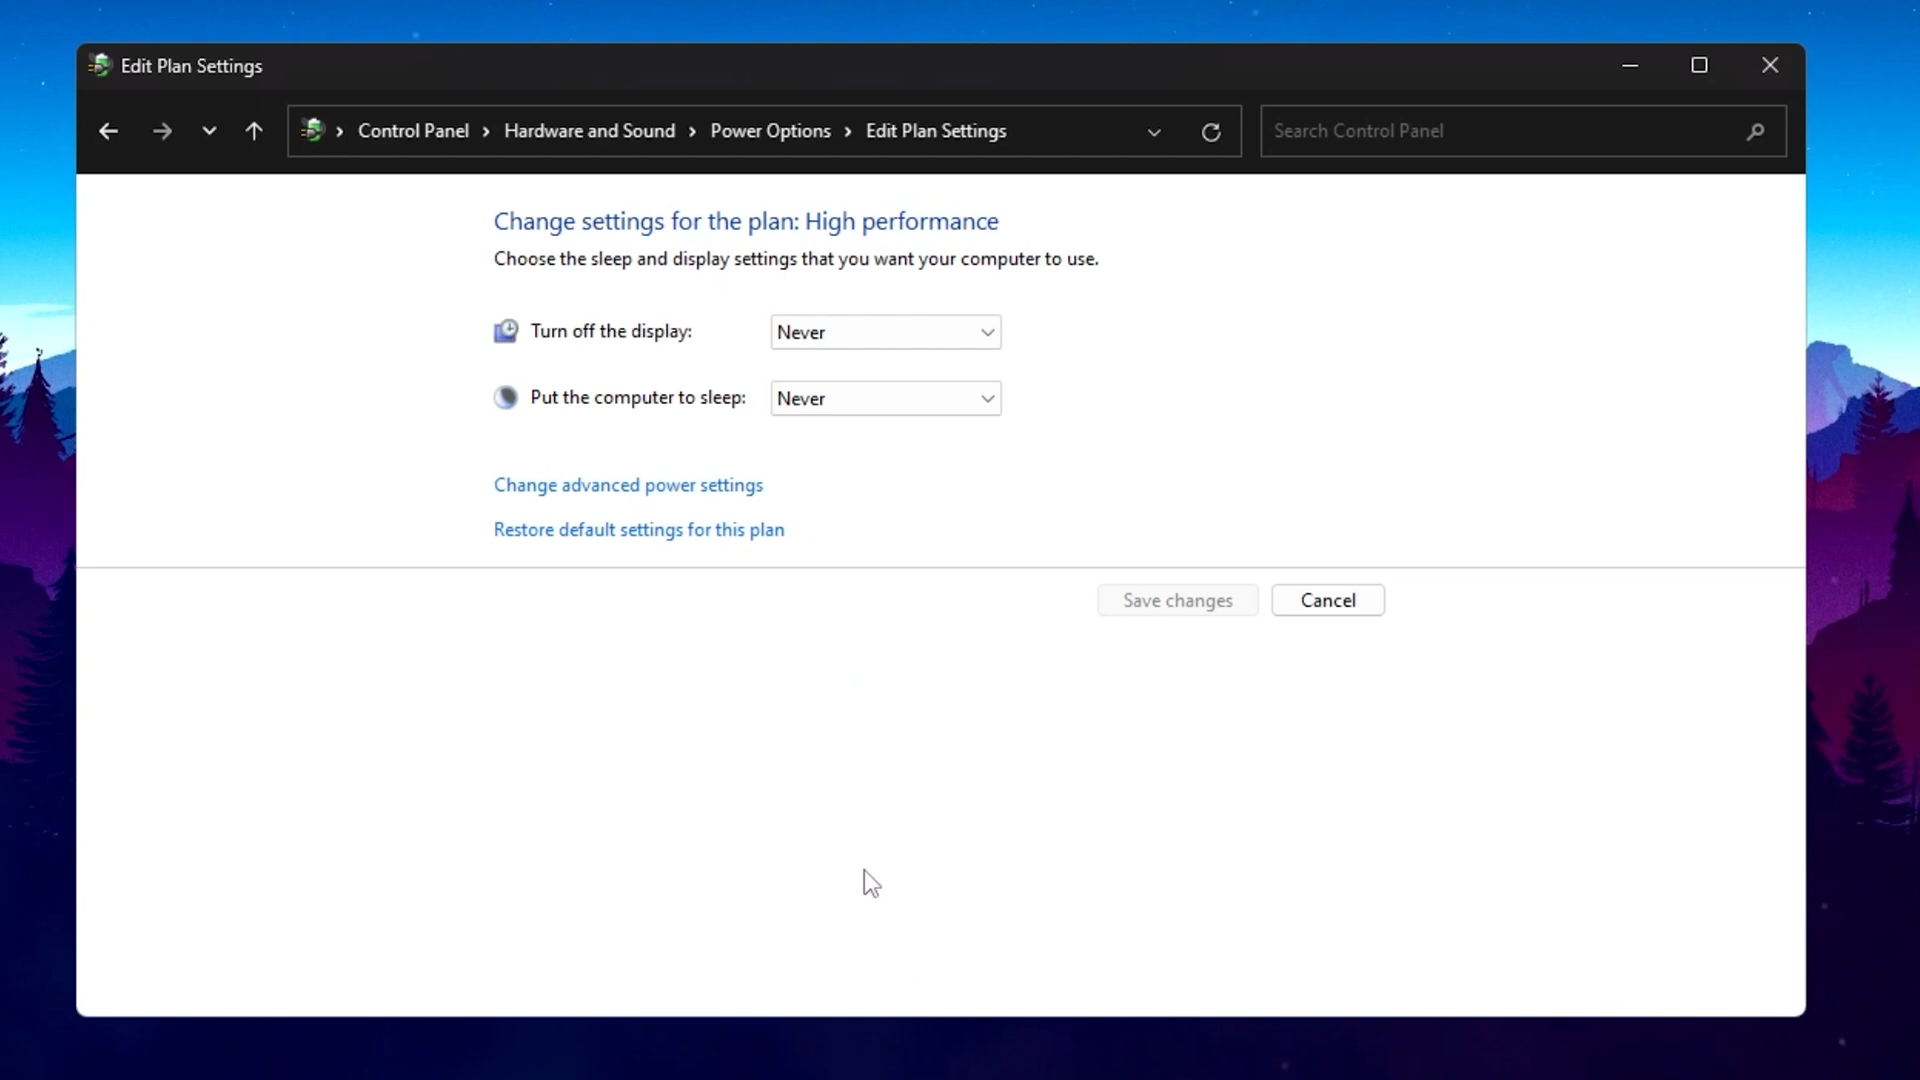 Edit Plan Settings
Control Panel › Hardware and Sound › Power Options › Edit Plan Settings
Search Control Panel
Change settings for the plan: High performance
Choose the sleep and display settings that you want your computer to use.
Turn off the display: Never
Put the computer to sleep: Never
Change advanced power settings
Restore default settings for this plan
Save changes Cancel